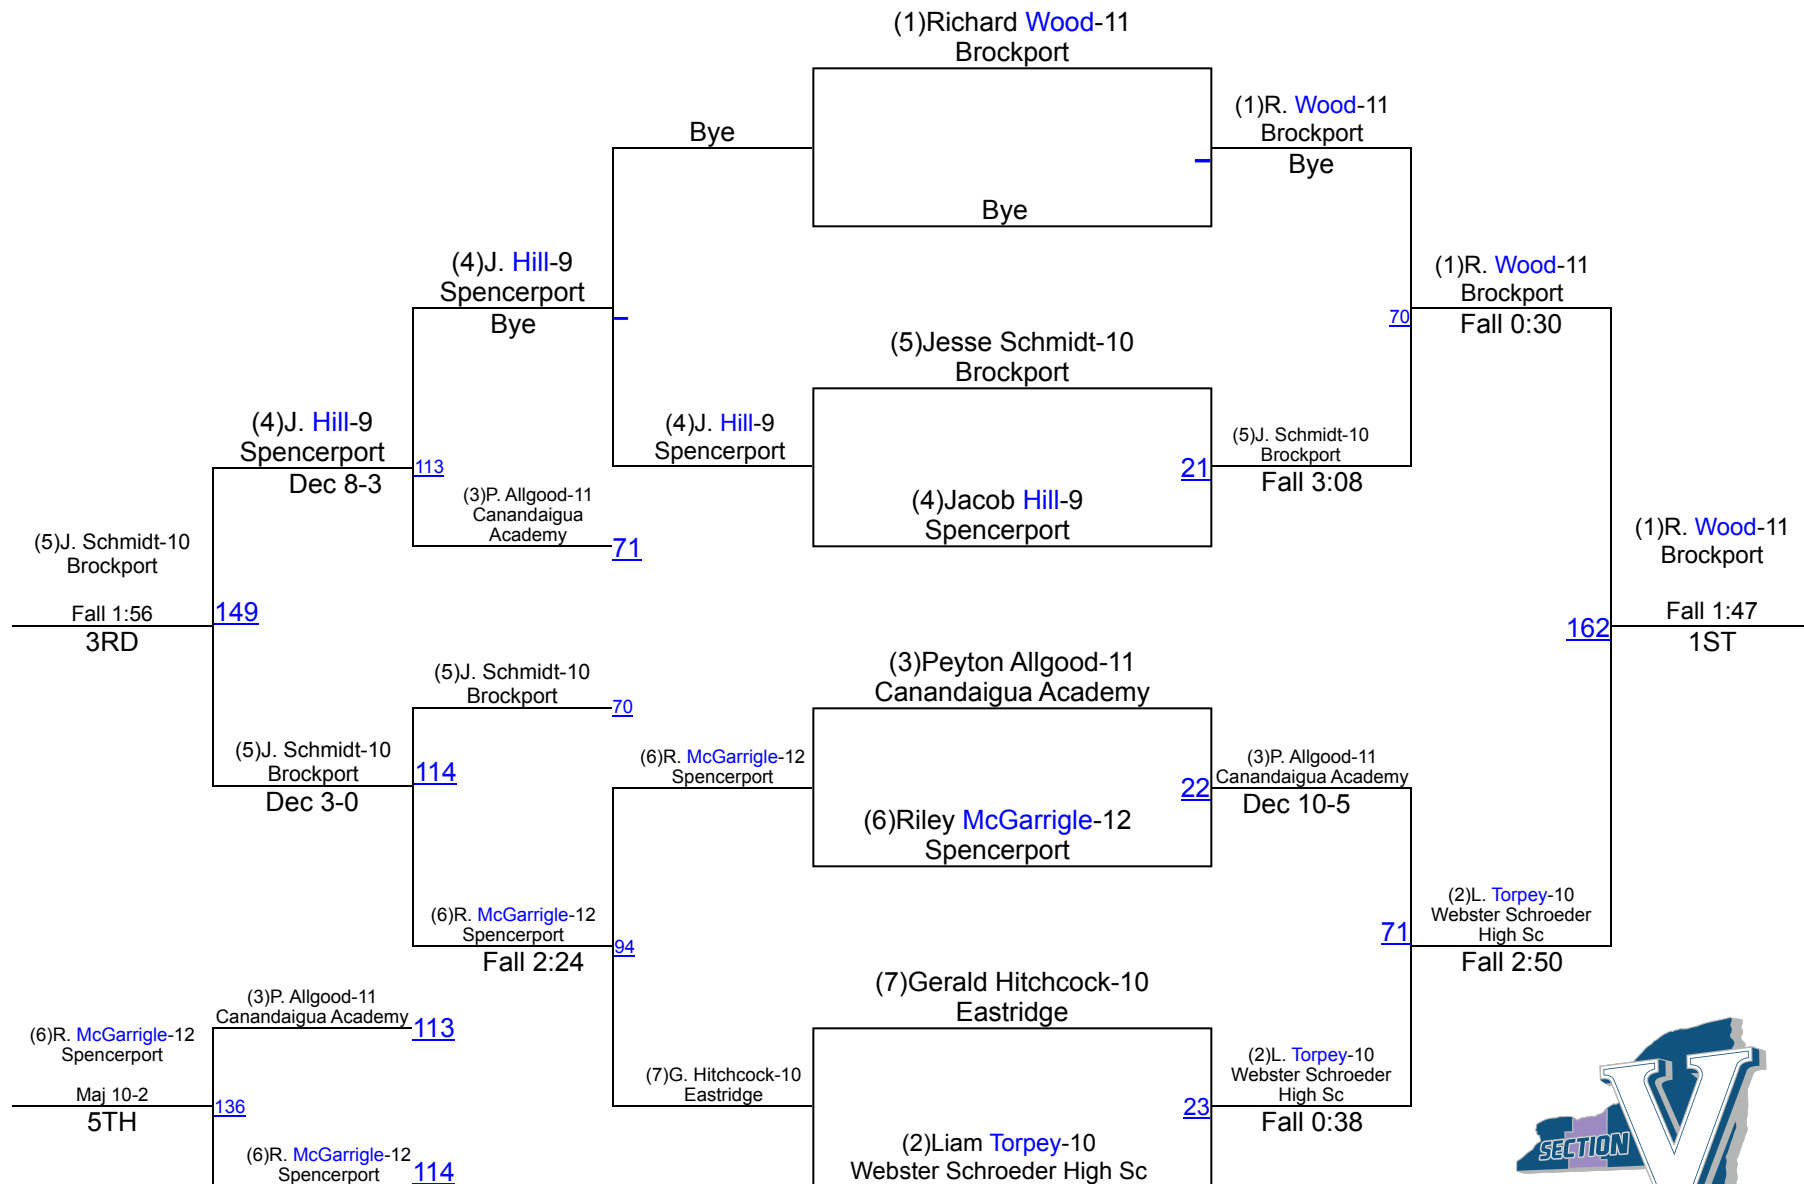 (1)Richard Wood-11
Brockport
Bye
(1)R. Wood-11
Brockport
Bye
Bye
(4)J. Hill-9
Spencerport
Bye
(1)R. Wood-11
Brockport
70
Fall 0:30
(5)Jesse Schmidt-10
Brockport
(4)J. Hill-9
Spencerport
Dec 8-3
113
(4)J. Hill-9
Spencerport
(5)J. Schmidt-10
Brockport
21
Fall 3:08
(4)Jacob Hill-9
Spencerport
(3)P. Allgood-11
Canandaigua
Academy
71
(5)J. Schmidt-10
Brockport
Fall 1:56
3RD
149
(1)R. Wood-11
Brockport
162
Fall 1:47
1ST
(5)J. Schmidt-10
Brockport
70
(3)Peyton Allgood-11
Canandaigua Academy
(5)J. Schmidt-10
Brockport
Dec 3-0
114
(6)R. McGarrigle-12
Spencerport
22
(3)P. Allgood-11
Canandaigua Academy
Dec 10-5
(6)Riley McGarrigle-12
Spencerport
(6)R. McGarrigle-12
Spencerport
Fall 2:24
94
71
(2)L. Torpey-10
Webster Schroeder
High Sc
Fall 2:50
(7)Gerald Hitchcock-10
Eastridge
(3)P. Allgood-11
Canandaigua Academy
113
(6)R. McGarrigle-12
Spencerport
Maj 10-2
5TH
136
(7)G. Hitchcock-10
Eastridge
23
(2)L. Torpey-10
Webster Schroeder
High Sc
Fall 0:38
(2)Liam Torpey-10
Webster Schroeder High Sc
(6)R. McGarrigle-12
Spencerport
114
SECTION V